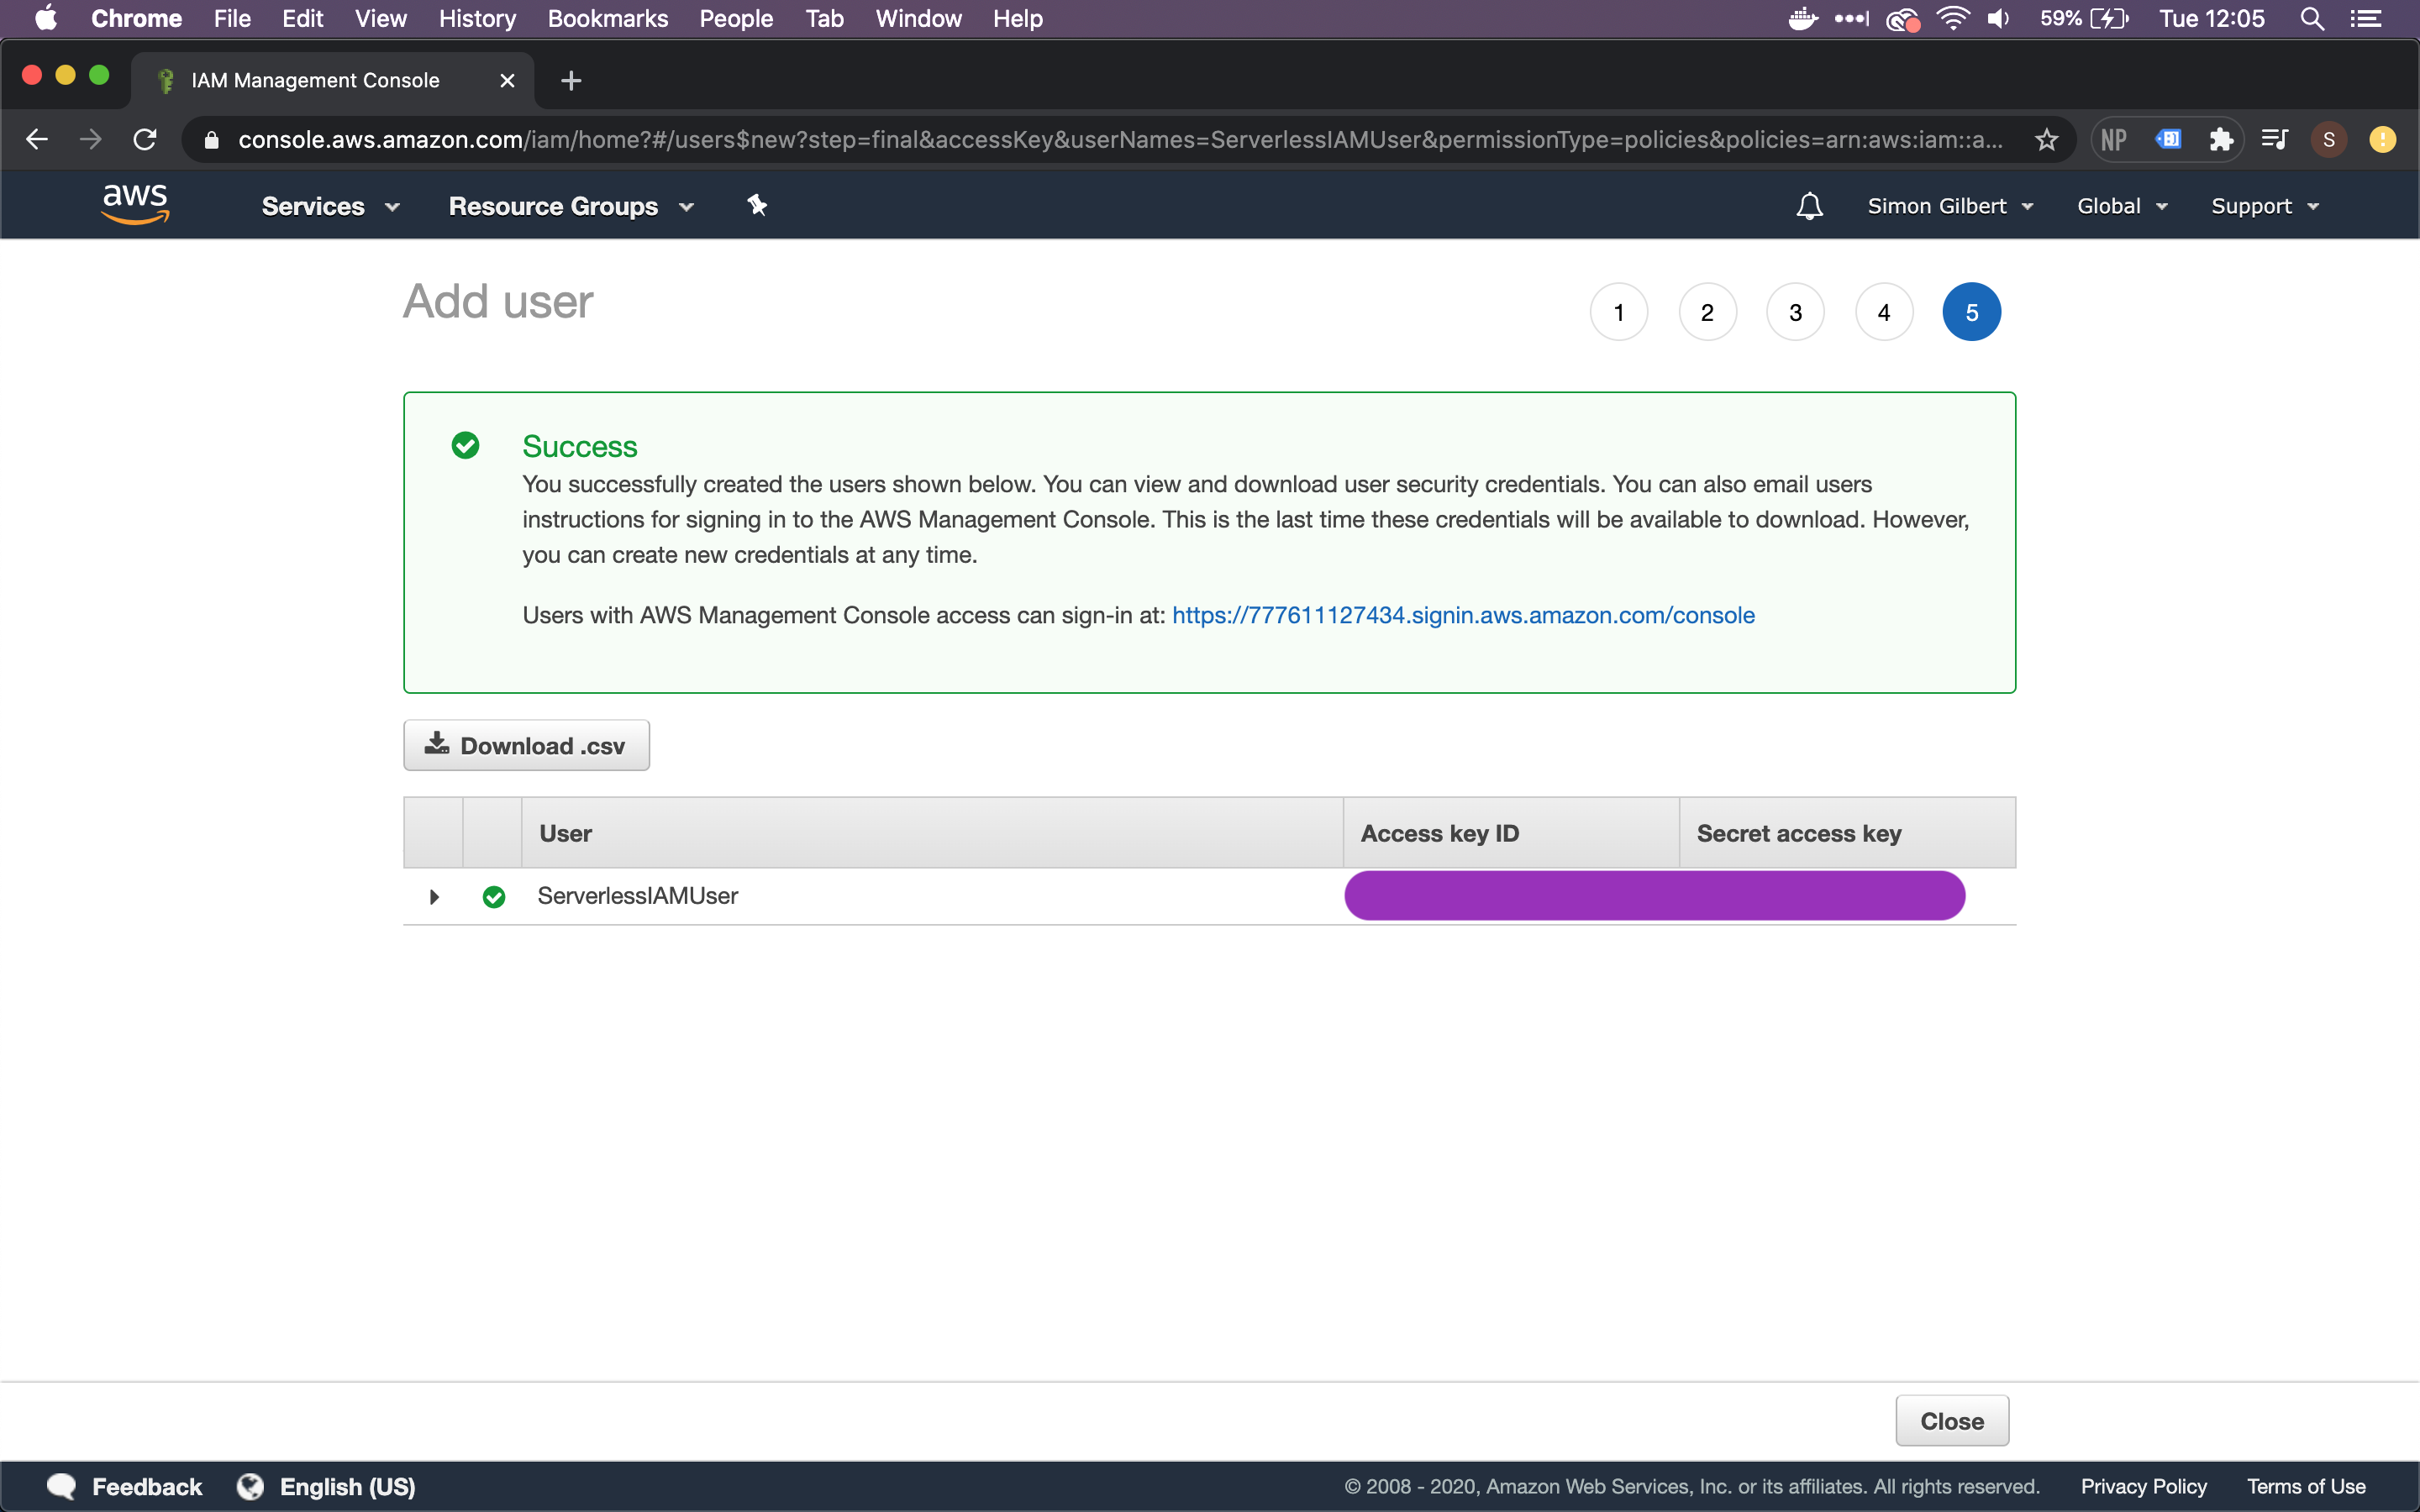 Chrome File Edit View History Bookmarks People Tab Window Help 59% Tue 12:05
IAM Management Console
console.aws.amazon.com/iam/home?#/users$new?step=final&accessKey&userNames=ServerlessIAMUser&permissionType=policies&policies=arn:aws:iam::a... NP S
aws Services Resource Groups Simon Gilbert Global Support
Add user 1 2 3 4 5
Success
You successfully created the users shown below. You can view and download user security credentials. You can also email users
instructions for signing in to the AWS Management Console. This is the last time these credentials will be available to download. However,
you can create new credentials at any time.
Users with AWS Management Console access can sign-in at: https://777611127434.signin.aws.amazon.com/console
Download .csv
User Access key ID Secret access key
ServerlessIAMUser
Close
Feedback English (US) © 2008 - 2020, Amazon Web Services, Inc. or its affiliates. All rights reserved. Privacy Policy Terms of Use